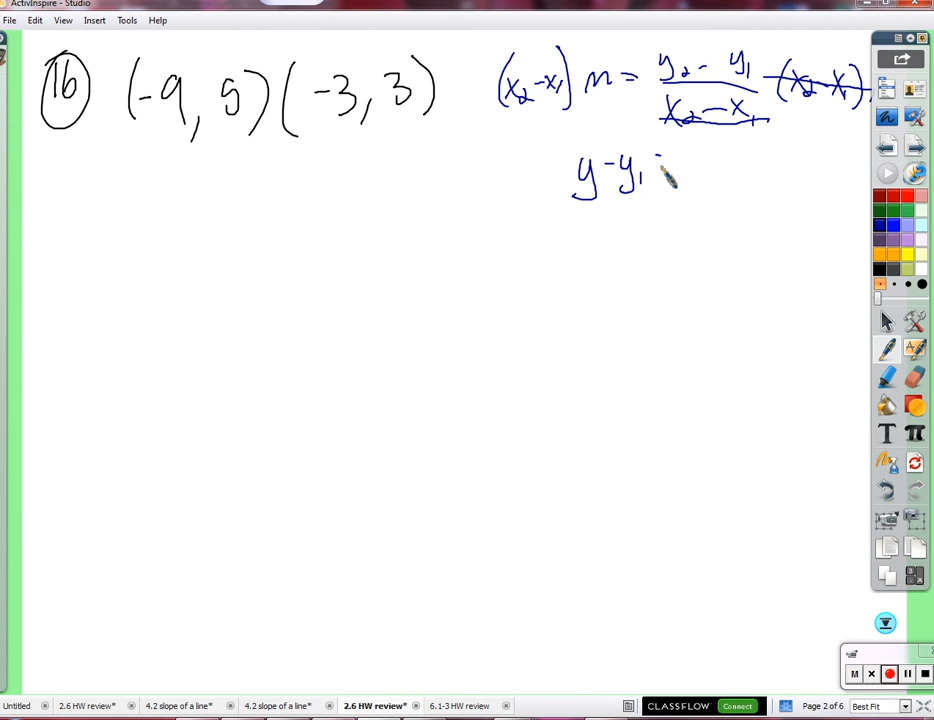 ActivInspire - Studio
File Edit View Insert Tools Help
16 (-9, 5) (-3, 3) (x₂-x₁) m = y₂ - y₁ / x₂ - x₁ (x₂-x₁)
y - y₁
Untitled 2.6 HW review* 4.2 slope of a line* 4.2 slope of a line* 2.6 HW review* 6.1-3 HW review CLASSFLOW Connect Page 2 of 6 Best Fit